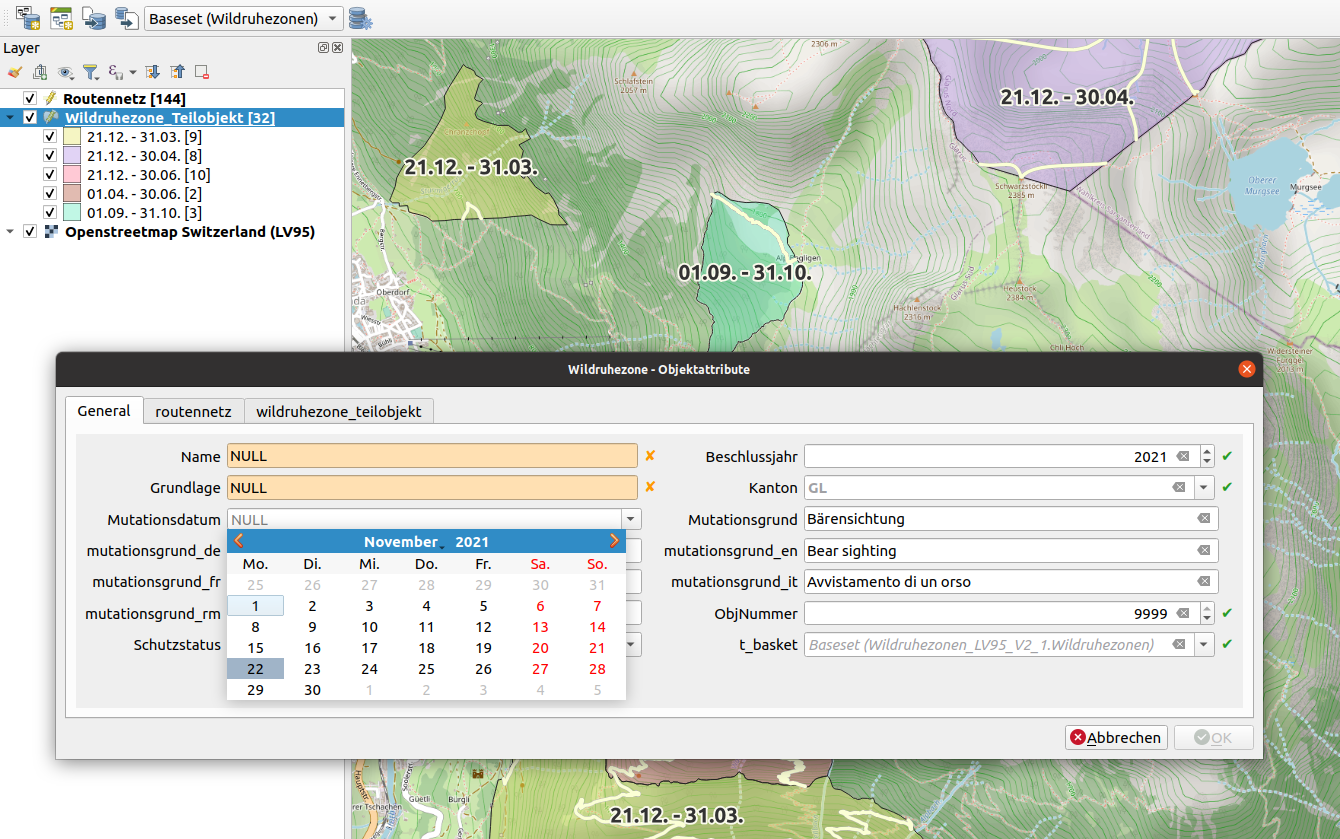 Baseset (Wildruhezonen)
Layer
Routennetz [144]
Wildruhezone_Teilobjekt [32]
21.12. - 31.03. [9]
21.12. - 30.04. [8]
21.12. - 30.06. [10]
01.04. - 30.06. [2]
01.09. - 31.10. [3]
Openstreetmap Switzerland (LV95)
2306 m
Schlafstein
2057 m
21.12. - 30.04.
21.12. - 31.03.
Glarus Nord
Glarus
Schwarzstöckli
2385 m
Oberer
Murgsee
Murgsee
01.09. - 31.10.
Glarus Süd
Heustock
2384 m
Hächlenstock
2316 m
Oberdorf
Chli Hoch
Widersteiner
Furggel
Wildruhezone - Objektattribute
General
routennetz
wildruhezone_teilobjekt
Name NULL
Beschlussjahr 2021
Grundlage NULL
Kanton GL
Mutationsdatum NULL
Mutationsgrund Bärensichtung
mutationsgrund_de
mutationsgrund_en Bear sighting
mutationsgrund_fr
mutationsgrund_it Avvistamento di un orso
mutationsgrund_rm
ObjNummer 9999
Schutzstatus
t_basket Baseset (Wildruhezonen_LV95_V2_1.Wildruhezonen)
November 2021
Mo. Di. Mi. Do. Fr. Sa. So.
25 26 27 28 29 30 31
1 2 3 4 5 6 7
8 9 10 11 12 13 14
15 16 17 18 19 20 21
22 23 24 25 26 27 28
29 30 1 2 3 4 5
Abbrechen
OK
Güetli
Bürgli
Hauptstr
21.12. - 31.03.